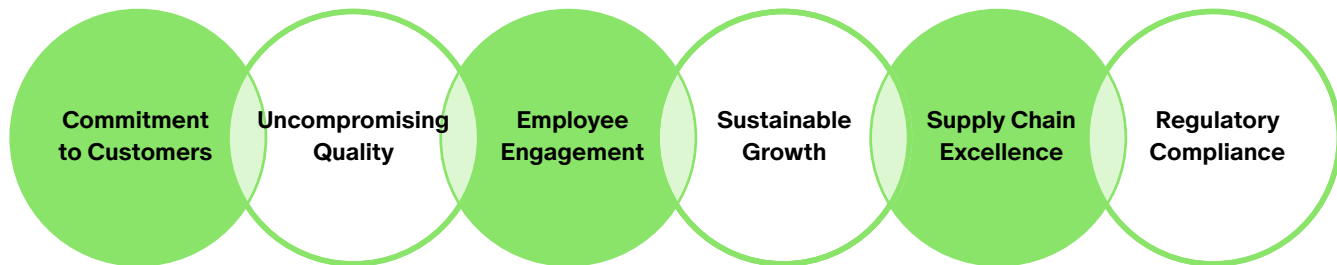 Commitment
to Customers
Uncompromising
Quality
Employee
Engagement
Sustainable
Growth
Supply Chain
Excellence
Regulatory
Compliance